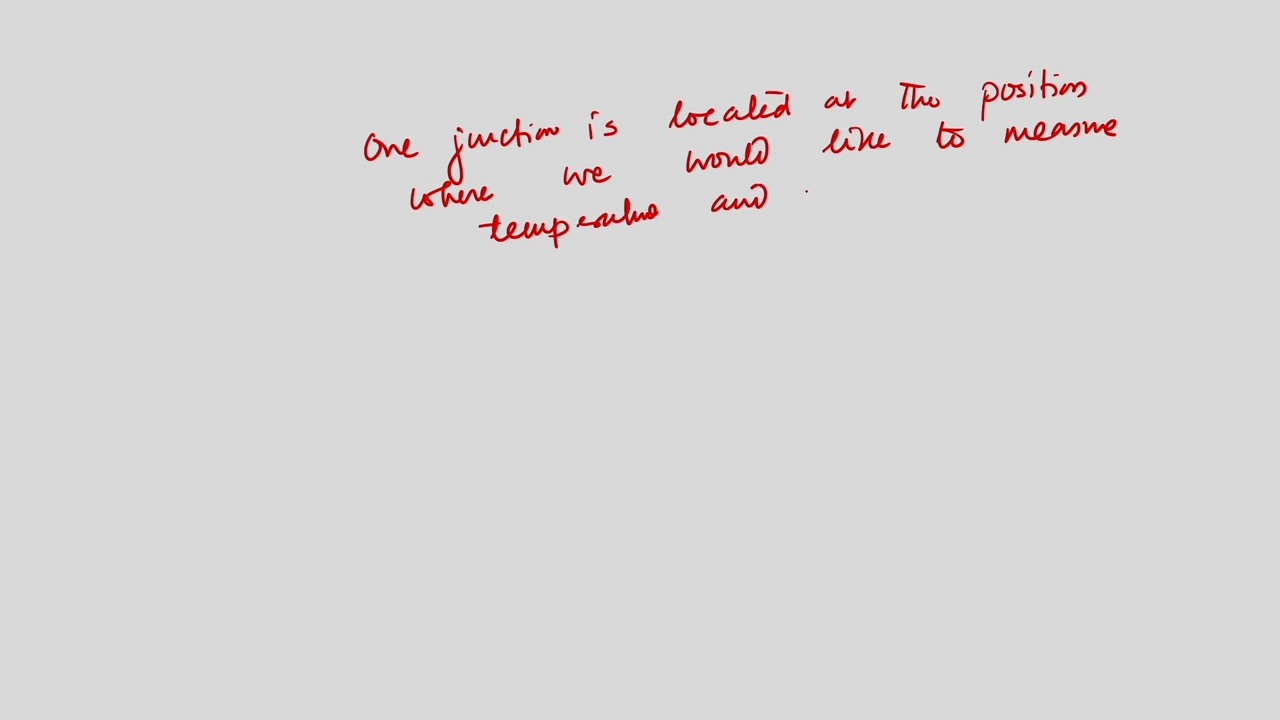 One junction is located at the position
where we would like to measure
temperature and